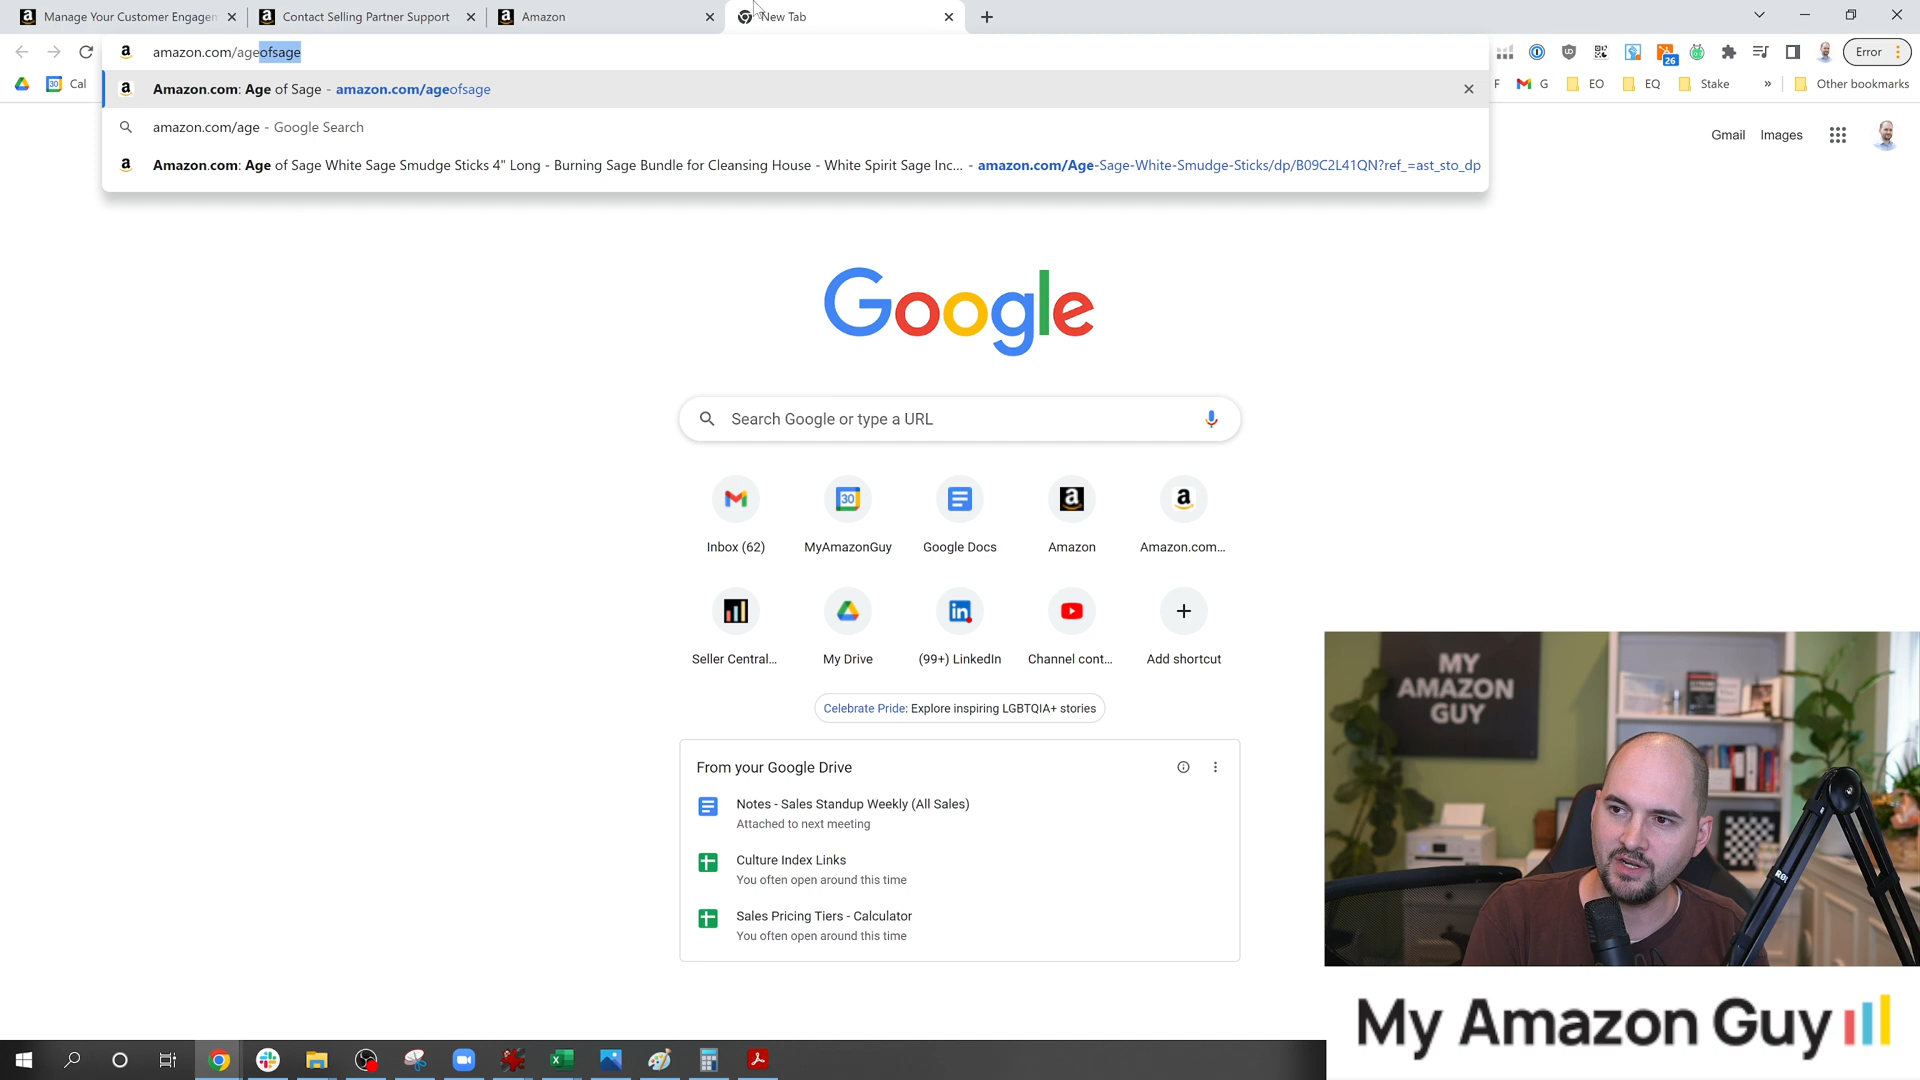 Manage Your Customer Engagen
Contact Selling Partner Support
Amazon
New Tab
amazon.com/ageofsage
Error
26
30
Cal
F
G
EO
EQ
Stake
»
Other bookmarks
Amazon.com: Age of Sage - amazon.com/ageofsage
amazon.com/age - Google Search
Amazon.com: Age of Sage White Sage Smudge Sticks 4" Long - Burning Sage Bundle for Cleansing House - White Spirit Sage Inc... - amazon.com/Age-Sage-White-Smudge-Sticks/dp/B09C2L41QN?ref_=ast_sto_dp
Gmail
Images
Google
Search Google or type a URL
30
Inbox (62)
MyAmazonGuy
Google Docs
Amazon
Amazon.com...
Seller Central...
My Drive
(99+) LinkedIn
Channel cont...
Add shortcut
Celebrate Pride: Explore inspiring LGBTQIA+ stories
From your Google Drive
Notes - Sales Standup Weekly (All Sales)
Attached to next meeting
Culture Index Links
You often open around this time
Sales Pricing Tiers - Calculator
You often open around this time
MY
AMAZON
GUY
My Amazon Guy